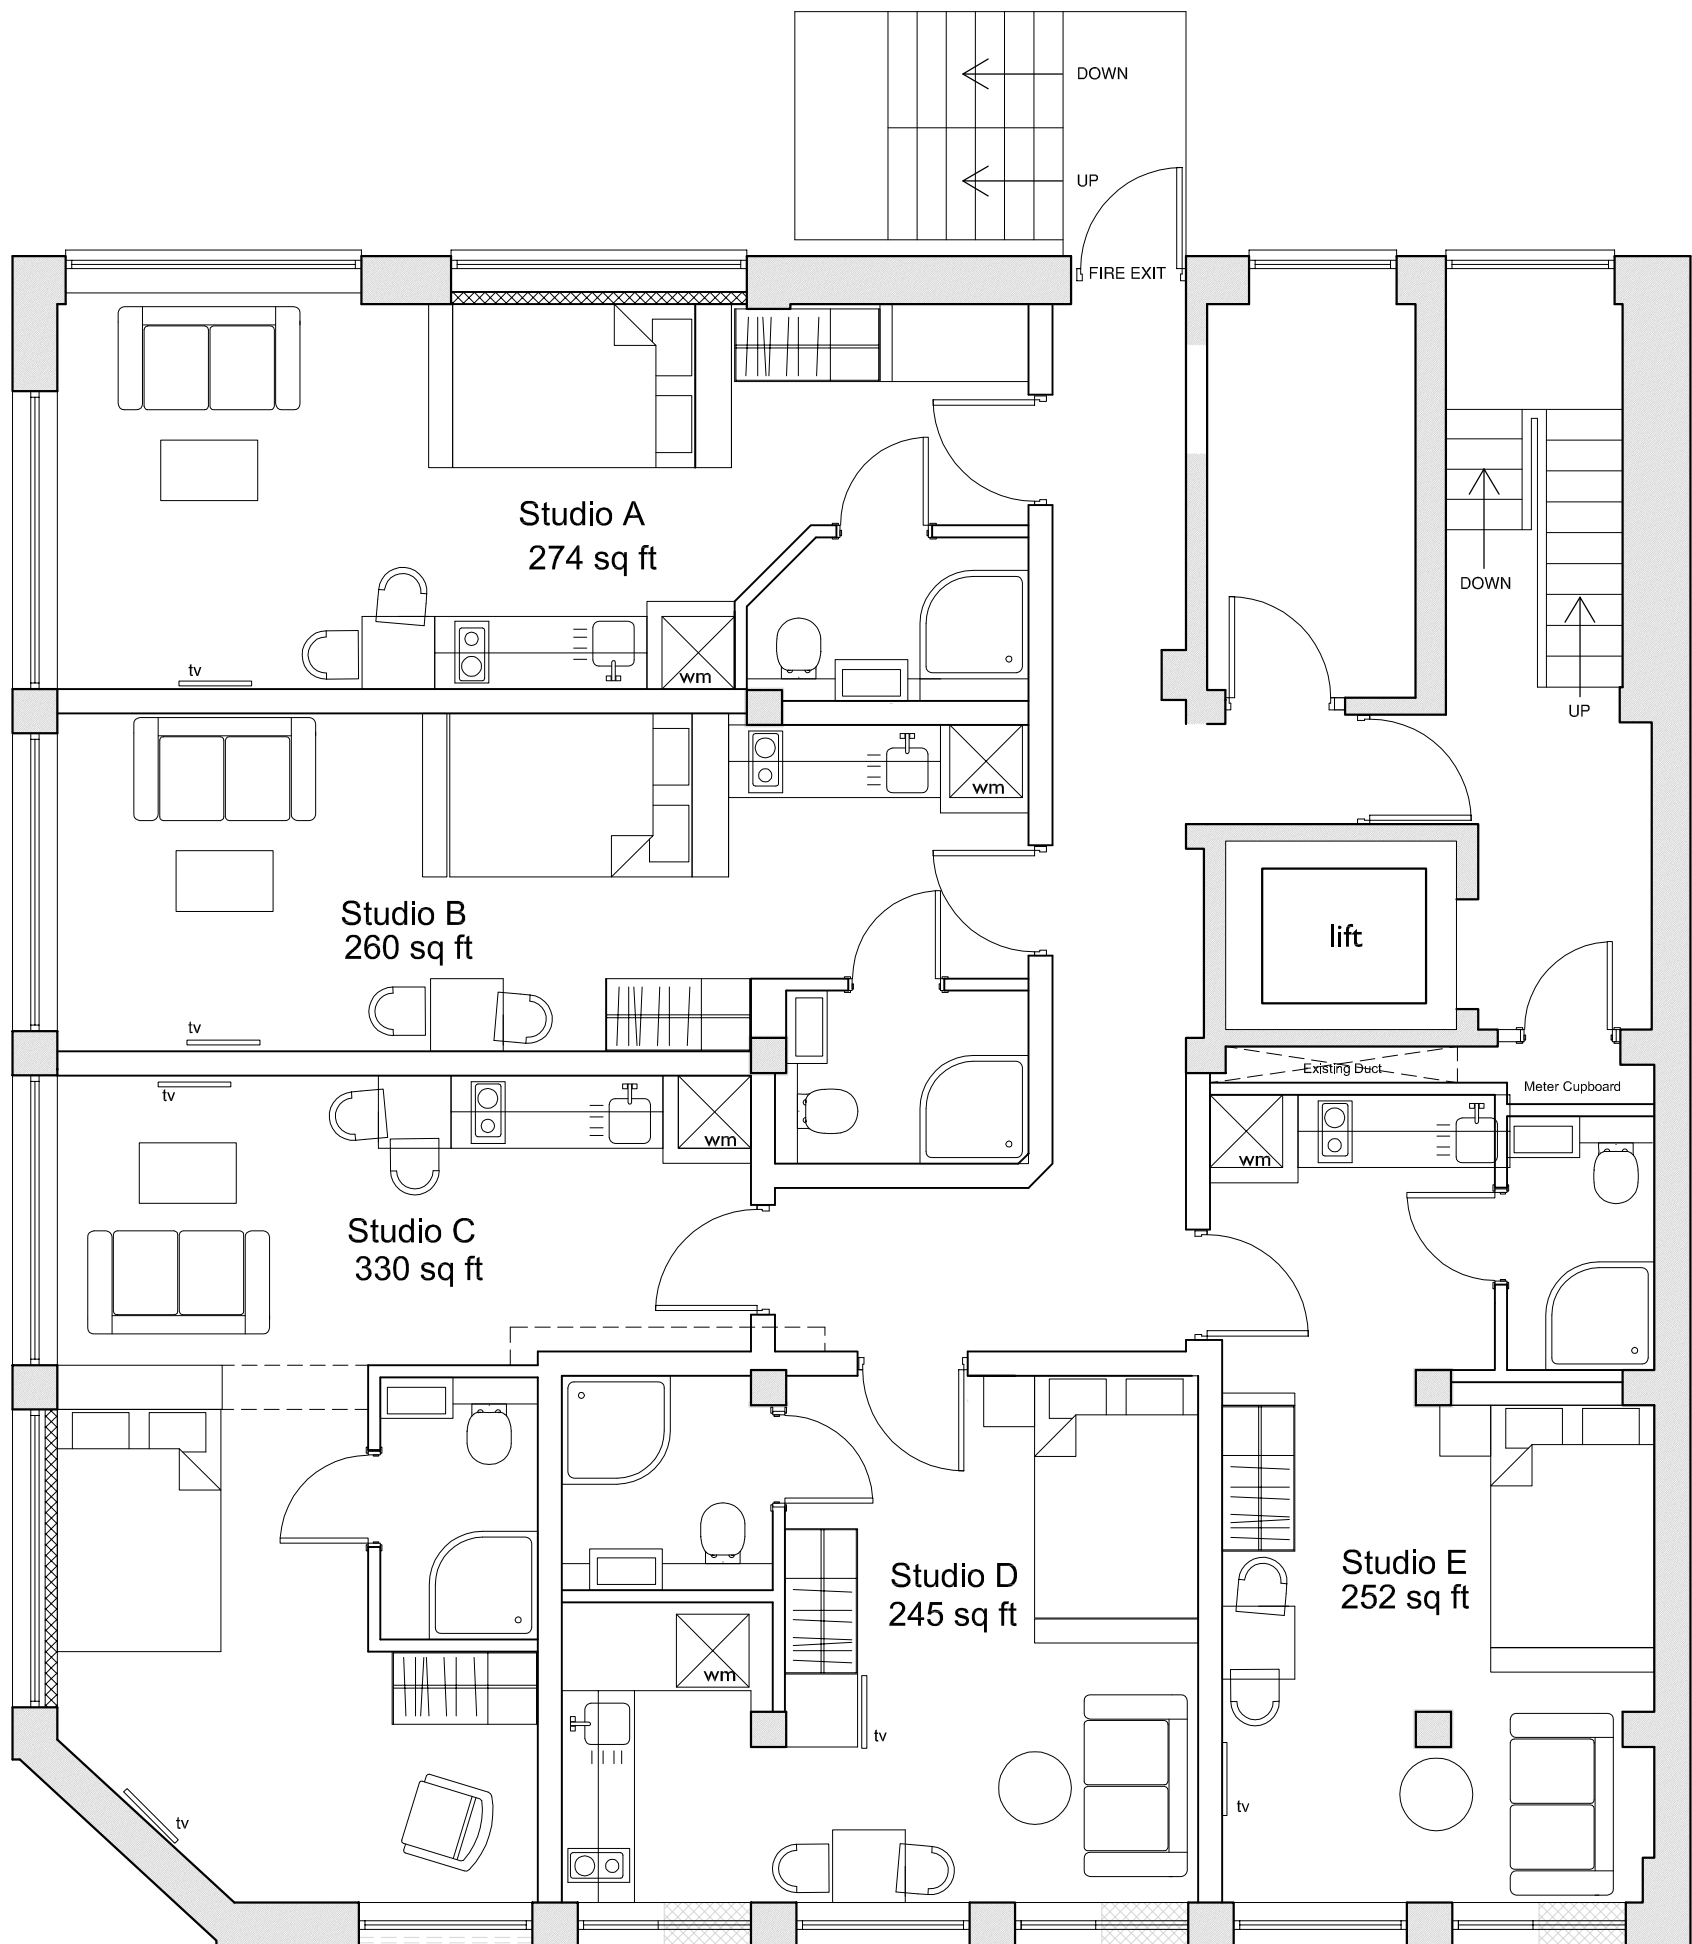 DOWN
UP
FIRE EXIT
Studio A
274 sq ft
DOWN
tv
wm
UP
wm
Studio B
260 sq ft
lift
tv
Existing Duct
Meter Cupboard
tv
wm
wm
Studio C
330 sq ft
Studio D
245 sq ft
Studio E
252 sq ft
wm
tv
tv
tv